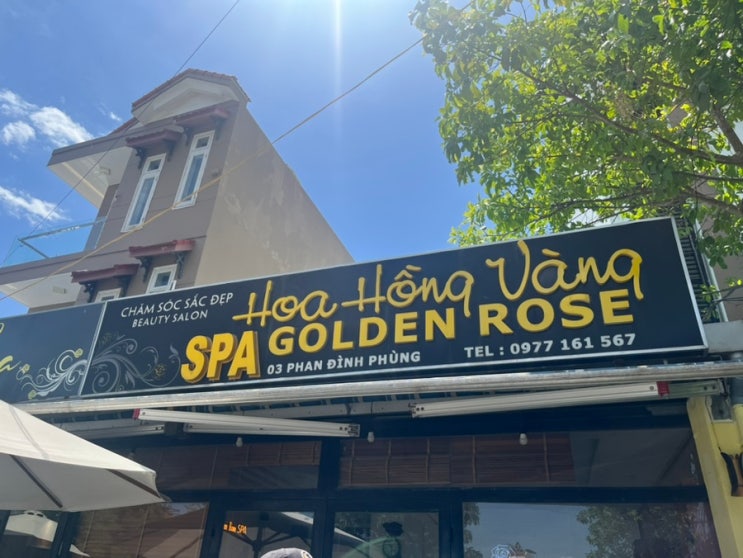 CHĂM SÓC SẮC ĐẸP
BEAUTY SALON
Hoa Hồng Vàng
SPA GOLDEN ROSE
03 PHAN ĐÌNH PHÙNG
TEL : 0977 161 567
SPA